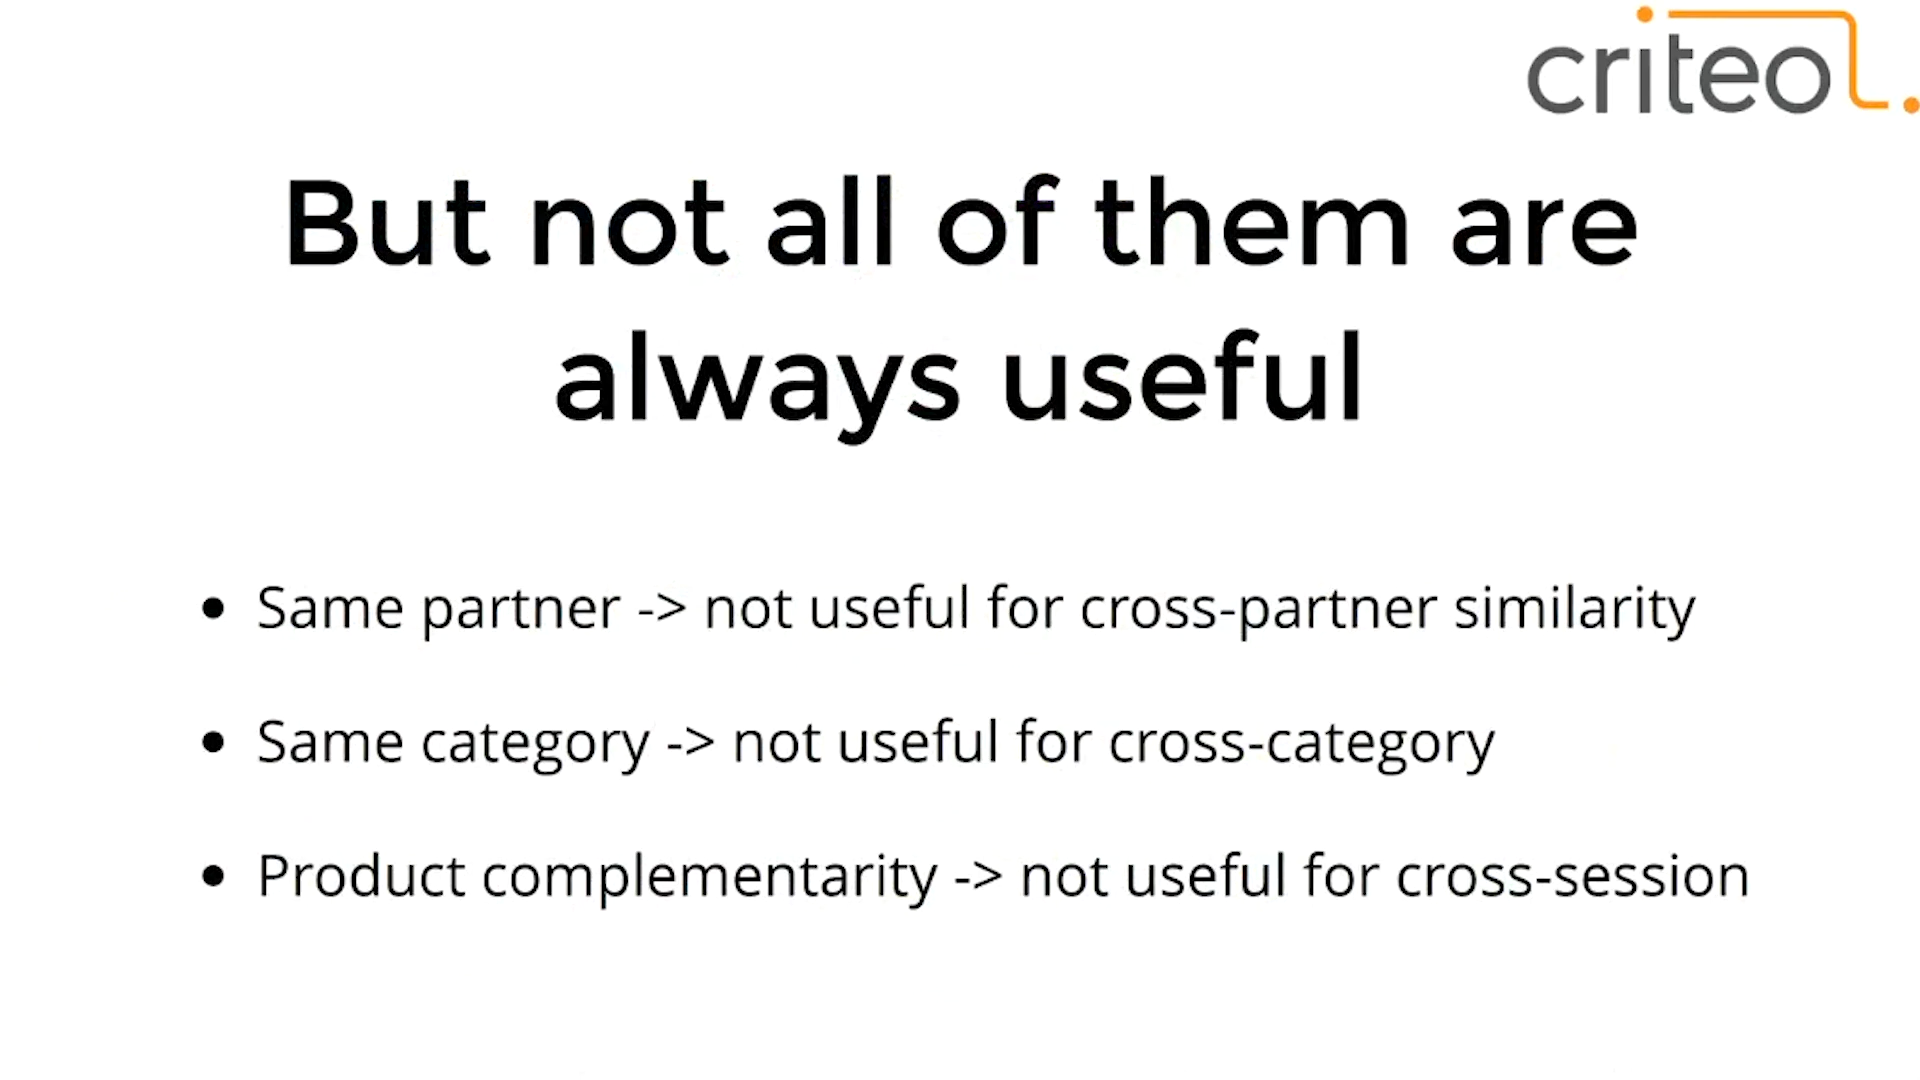 criteo
But not all of them are
always useful
• Same partner -> not useful for cross-partner similarity
• Same category -> not useful for cross-category
• Product complementarity -> not useful for cross-session